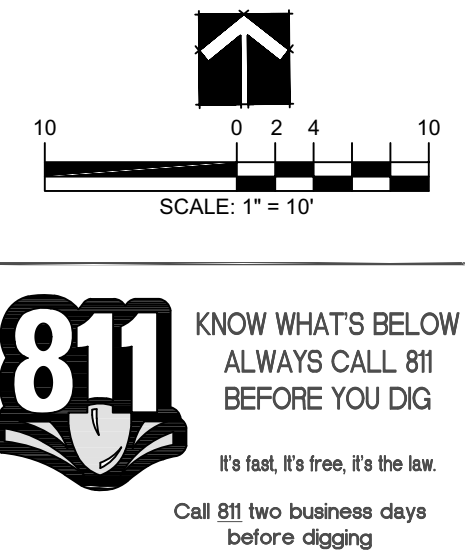 10 0 2 4 10
SCALE: 1" = 10'
811
KNOW WHAT'S BELOW
ALWAYS CALL 811
BEFORE YOU DIG
It's fast, It's free, it's the law.
Call 811 two business days
before digging